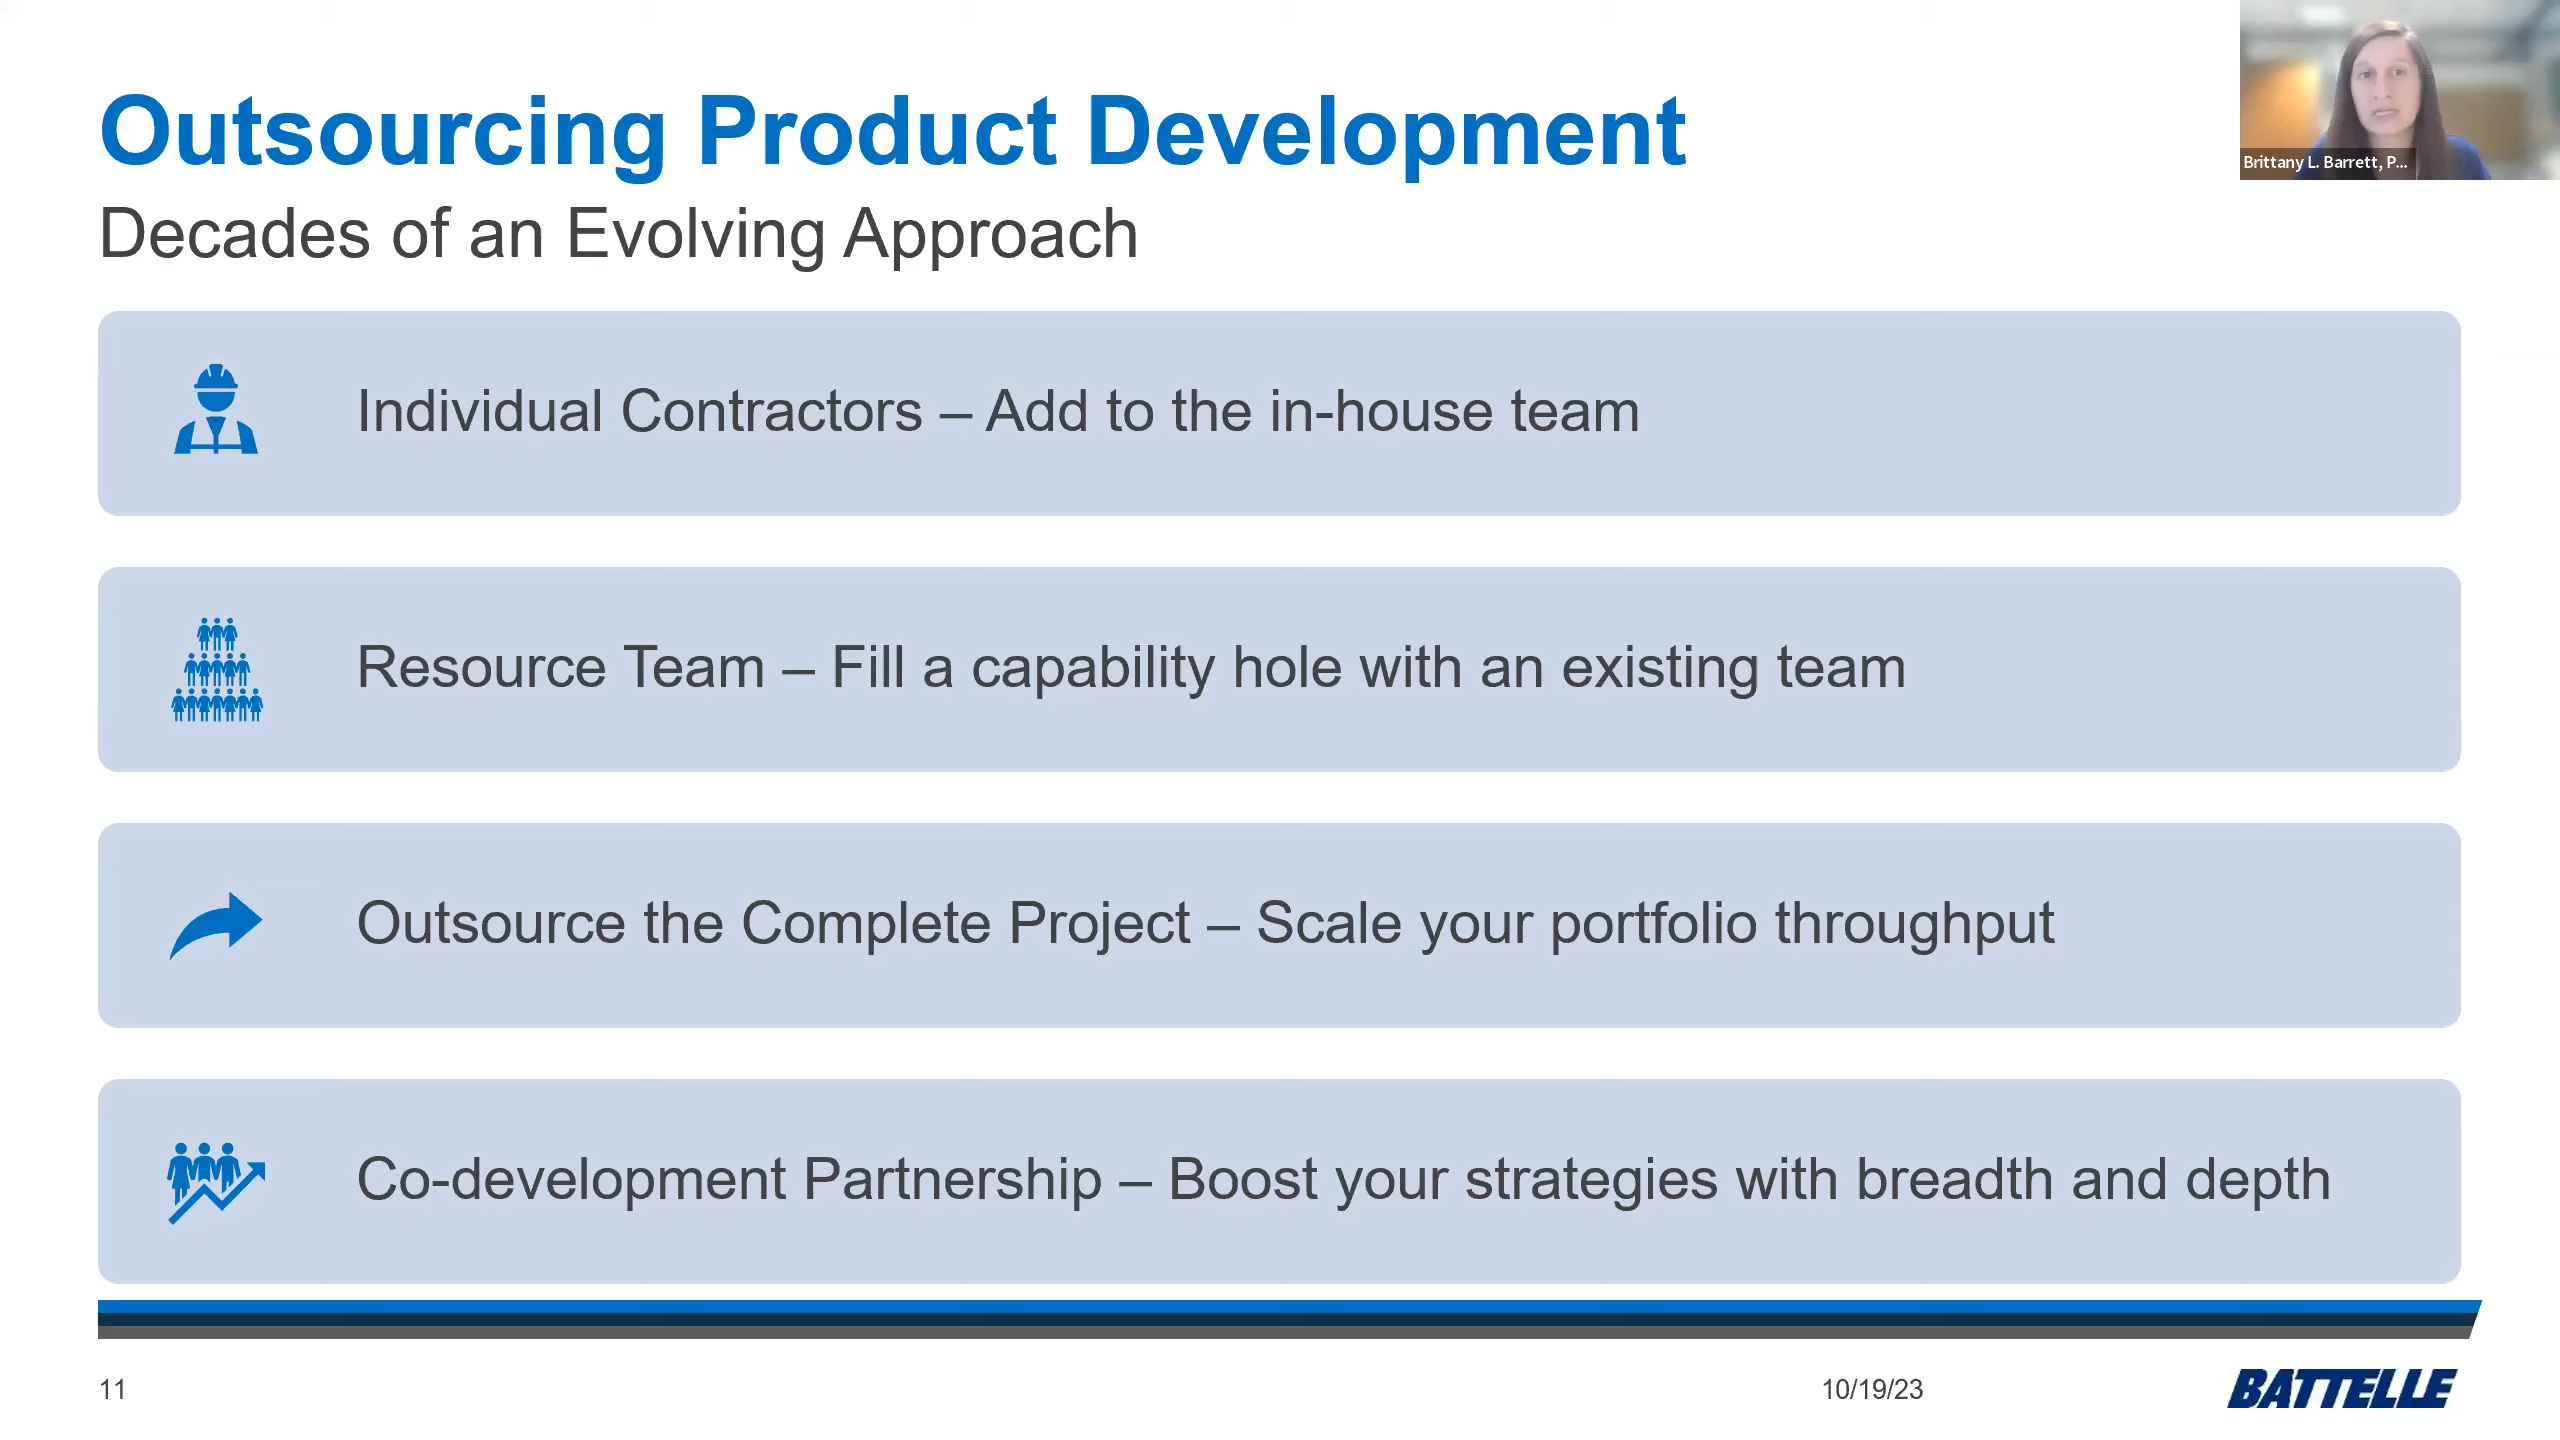 Outsourcing Product Development
Decades of an Evolving Approach
Brittany L. Barrett, P...
Individual Contractors – Add to the in-house team
Resource Team – Fill a capability hole with an existing team
Outsource the Complete Project – Scale your portfolio throughput
Co-development Partnership – Boost your strategies with breadth and depth
11
10/19/23
BATTELLE